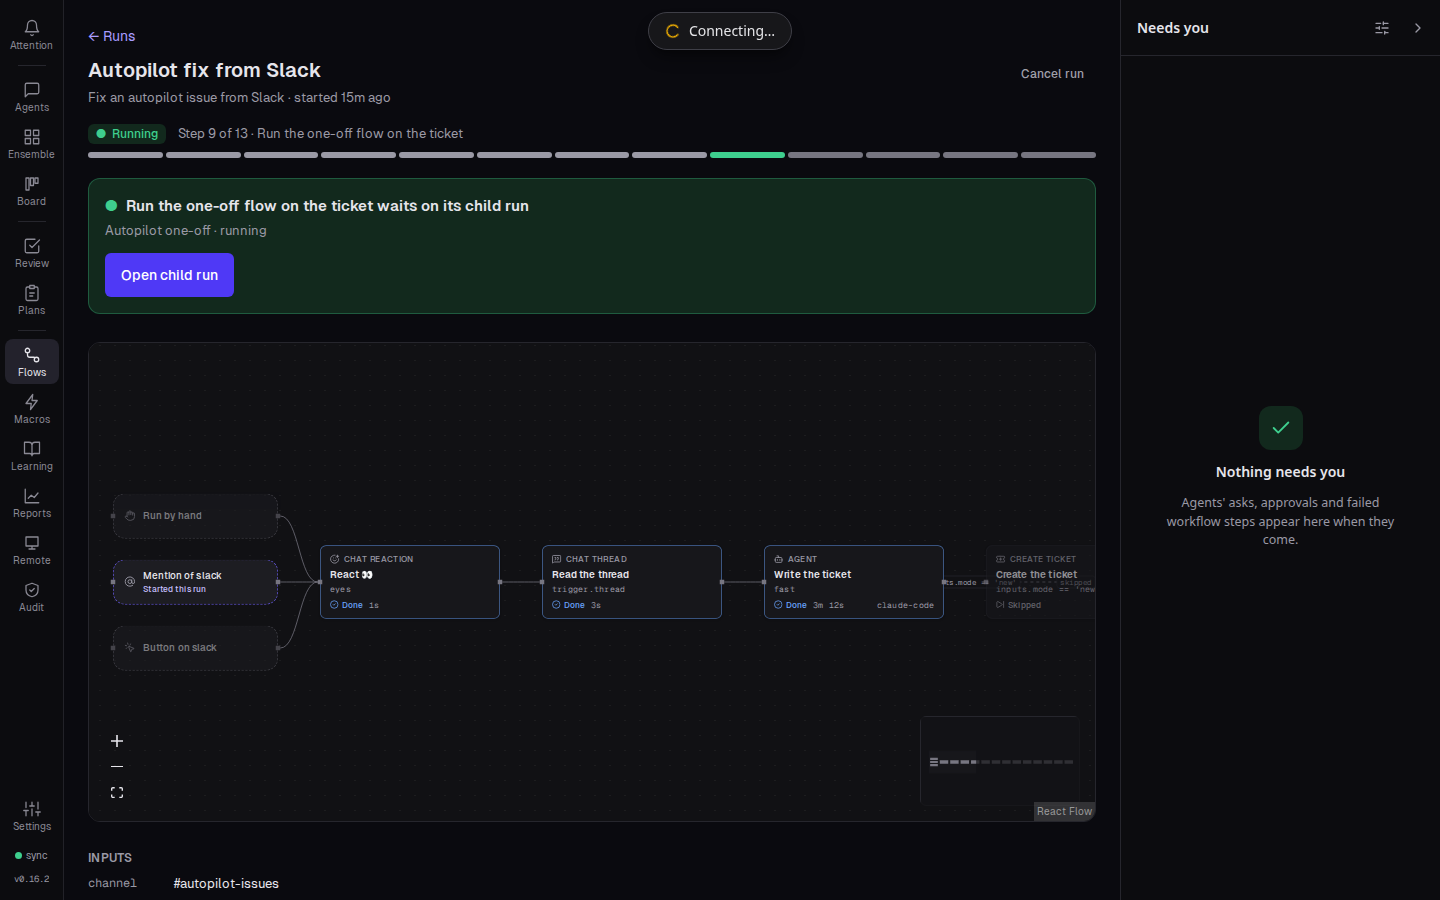 Attention
Agents
Ensemble
Board
Review
Plans
Flows
Macros
Learning
Reports
Remote
Audit
Settings
sync
v0.16.2
← Runs
Connecting...
Autopilot fix from Slack
Cancel run
Fix an autopilot issue from Slack · started 15m ago
Running
Step 9 of 13 · Run the one-off flow on the ticket
Run the one-off flow on the ticket waits on its child run
Autopilot one-off · running
Open child run
Run by hand
Mention of slack
Started this run
Button on slack
CHAT REACTION
React 👀
eyes
Done 1s
CHAT THREAD
Read the thread
trigger.thread
Done 3s
AGENT
Write the ticket
fast
Done 3m 12s claude-code
CREATE TICKET
Create the ticket
inputs.mode == 'new
Skipped
React Flow
INPUTS
channel #autopilot-issues
Needs you
Nothing needs you
Agents' asks, approvals and failed
workflow steps appear here when they
come.